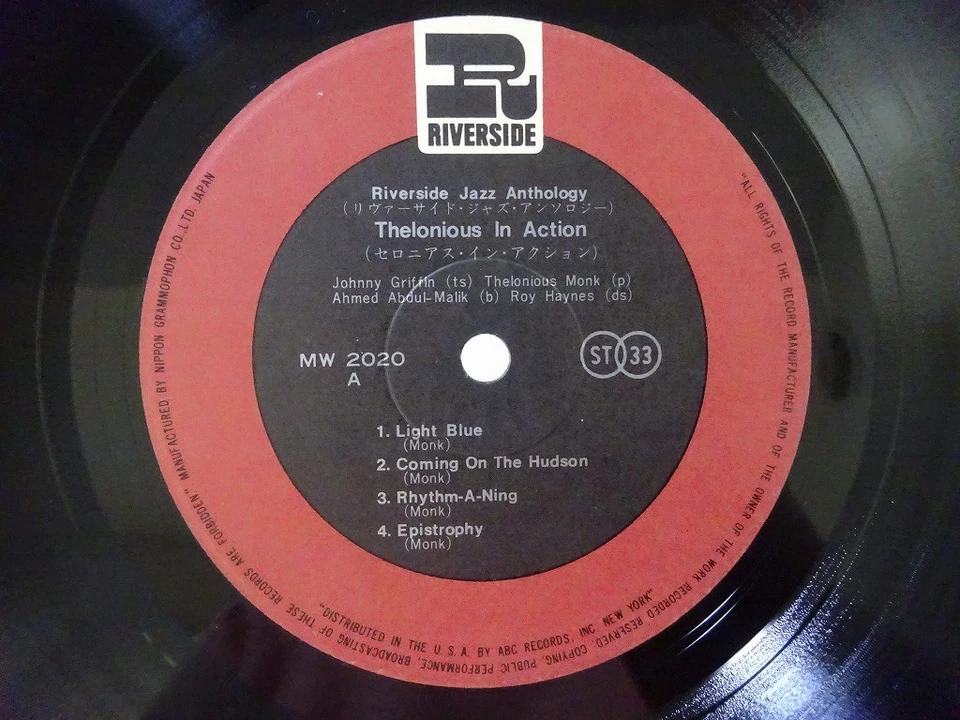 R
RIVERSIDE
Riverside Jazz Anthology
(リヴァーサイド・ジャズ・アンソロジー)
Thelonious In Action
(セロニアス・イン・アクション)
Johnny Griffin (ts) Thelonious Monk (p)
Ahmed Abdul-Malik (b) Roy Haynes (ds)
MW 2020
A
ST 33
1. Light Blue
(Monk)
2. Coming On The Hudson
(Monk)
3. Rhythm-A-Ning
(Monk)
4. Epistrophy
(Monk)
"ALL RIGHTS OF THE RECORD MANUFACTURER AND OF THE OWNER OF THE WORK RECORDED RESERVED. COPYING, PUBLIC PERFORMANCE, BROADCASTING OF THESE RECORDS ARE FORBIDDEN" MANUFACTURED BY NIPPON GRAMMOPHON CO., LTD. JAPAN
"DISTRIBUTED IN THE U.S.A. BY ABC RECORDS, INC. NEW YORK"